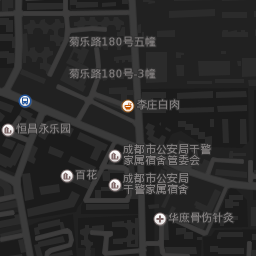 菊乐路180号五幢
菊乐路180号-3幢
李庄白肉
恒昌永乐园
成都市公安局干警
家属宿舍管委会
百花
成都市公安局
干警家属宿舍
华庶骨伤针灸